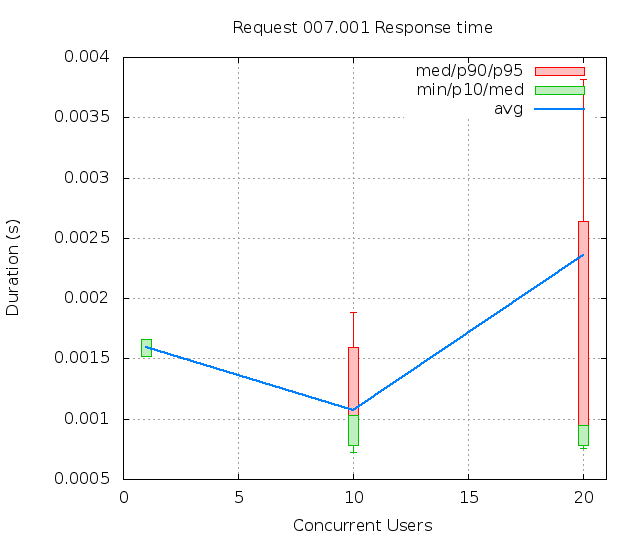 Request 007.001 Response time
0.004
0.0035
0.003
0.0025
0.002
0.0015
0.001
0.0005
med/p90/p95
min/p10/med
avg
Duration (s)
0 5 10 15 20
Concurrent Users